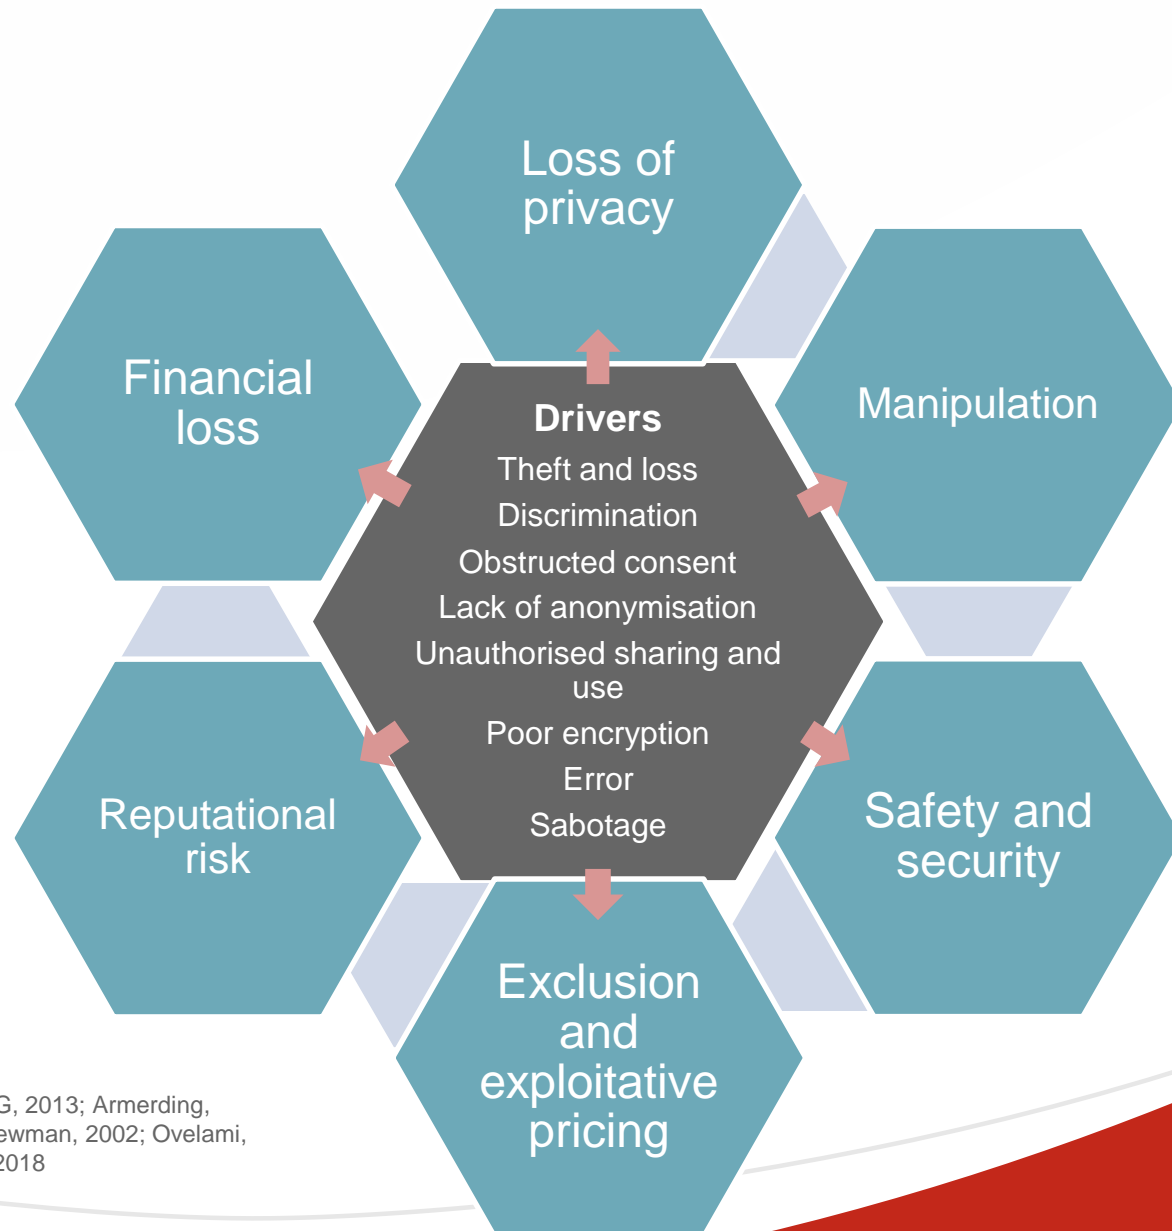 Loss of
privacy
Financial
loss
Manipulation
Drivers
Theft and loss
Discrimination
Obstructed consent
Lack of anonymisation
Unauthorised sharing and
use
Poor encryption
Error
Sabotage
Reputational
risk
Safety and
security
Exclusion
and
exploitative
pricing
G, 2013; Armerding,
ewman, 2002; Ovelami,
2018